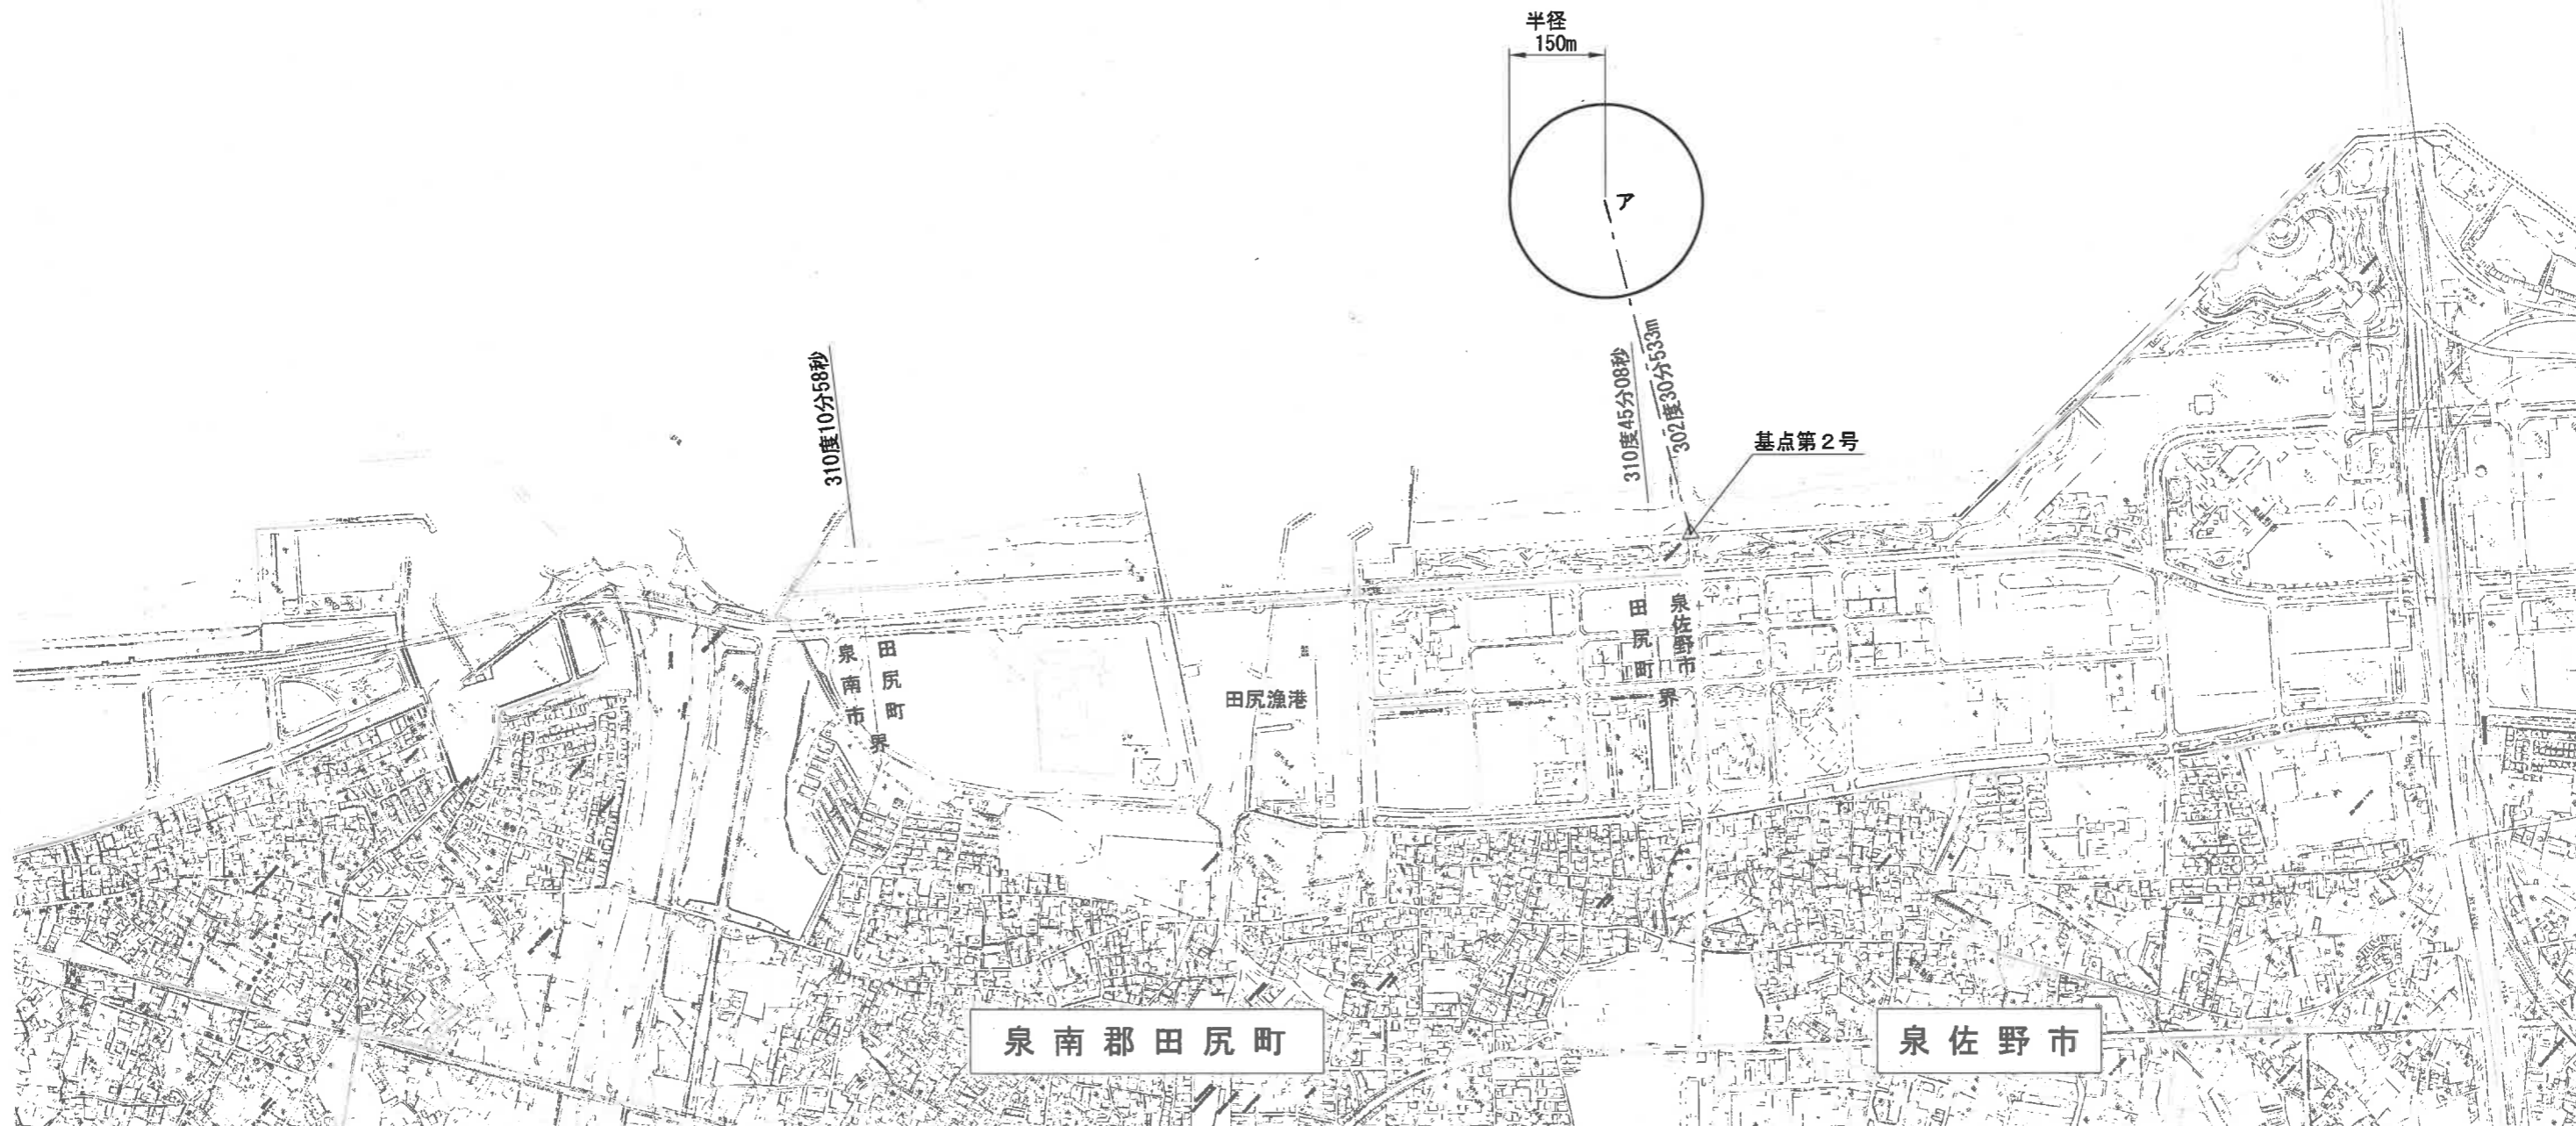 半径
150m
ア
310度10分58秒
310度45分08秒
302度30分533m
基点第２号
泉南市
田尻町
界
田尻漁港
田尻町
泉佐野市
界
泉南郡田尻町
泉佐野市